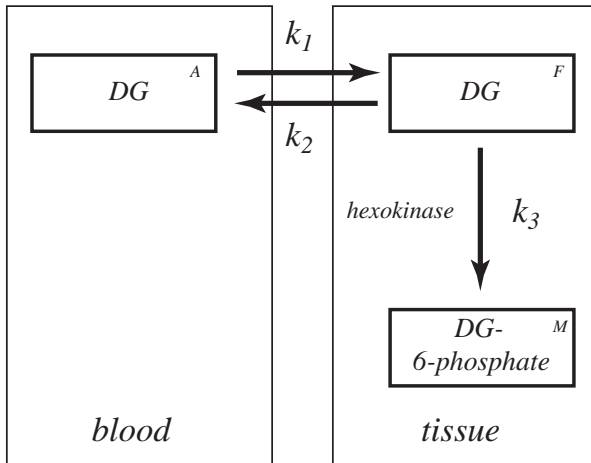 k1
DG A
DG F
k2
hexokinase
k3
DG- M
6-phosphate
blood
tissue